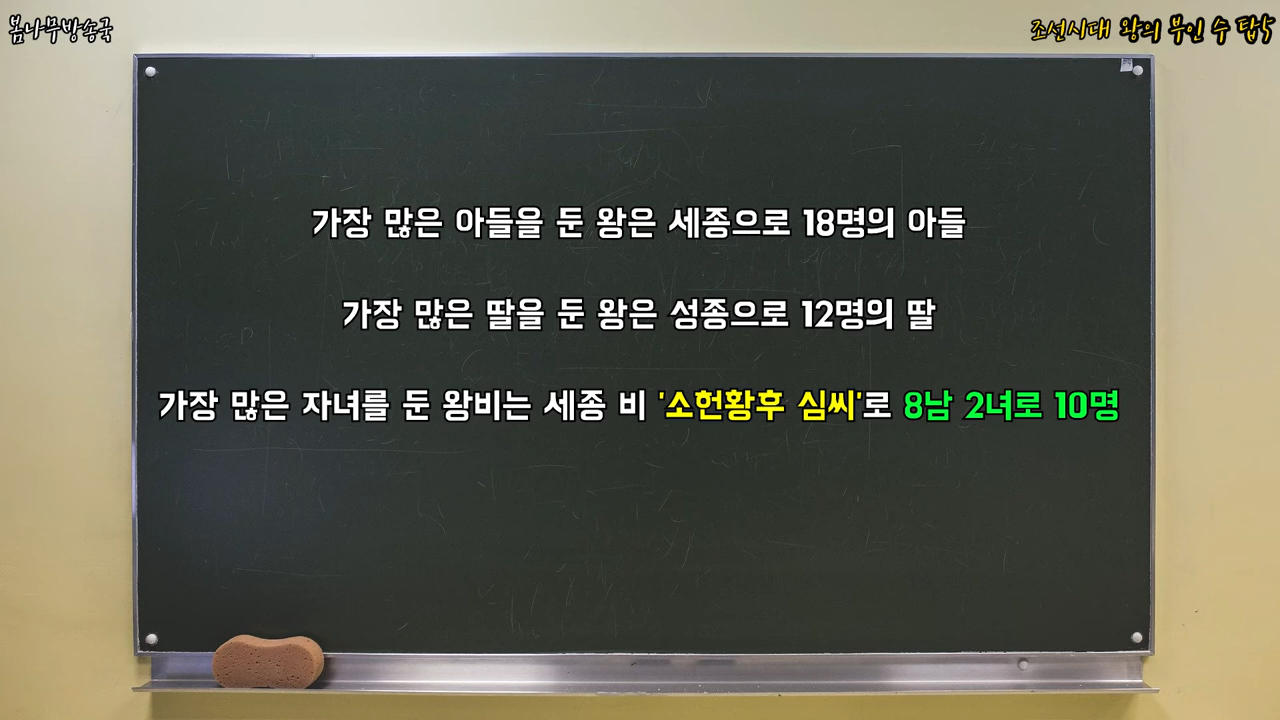 봄나무방송국
조선시대 왕의 부인 수 탑5
가장 많은 아들을 둔 왕은 세종으로 18명의 아들
가장 많은 딸을 둔 왕은 성종으로 12명의 딸
가장 많은 자녀를 둔 왕비는 세종 비 '소헌황후 심씨'로 8남 2녀로 10명